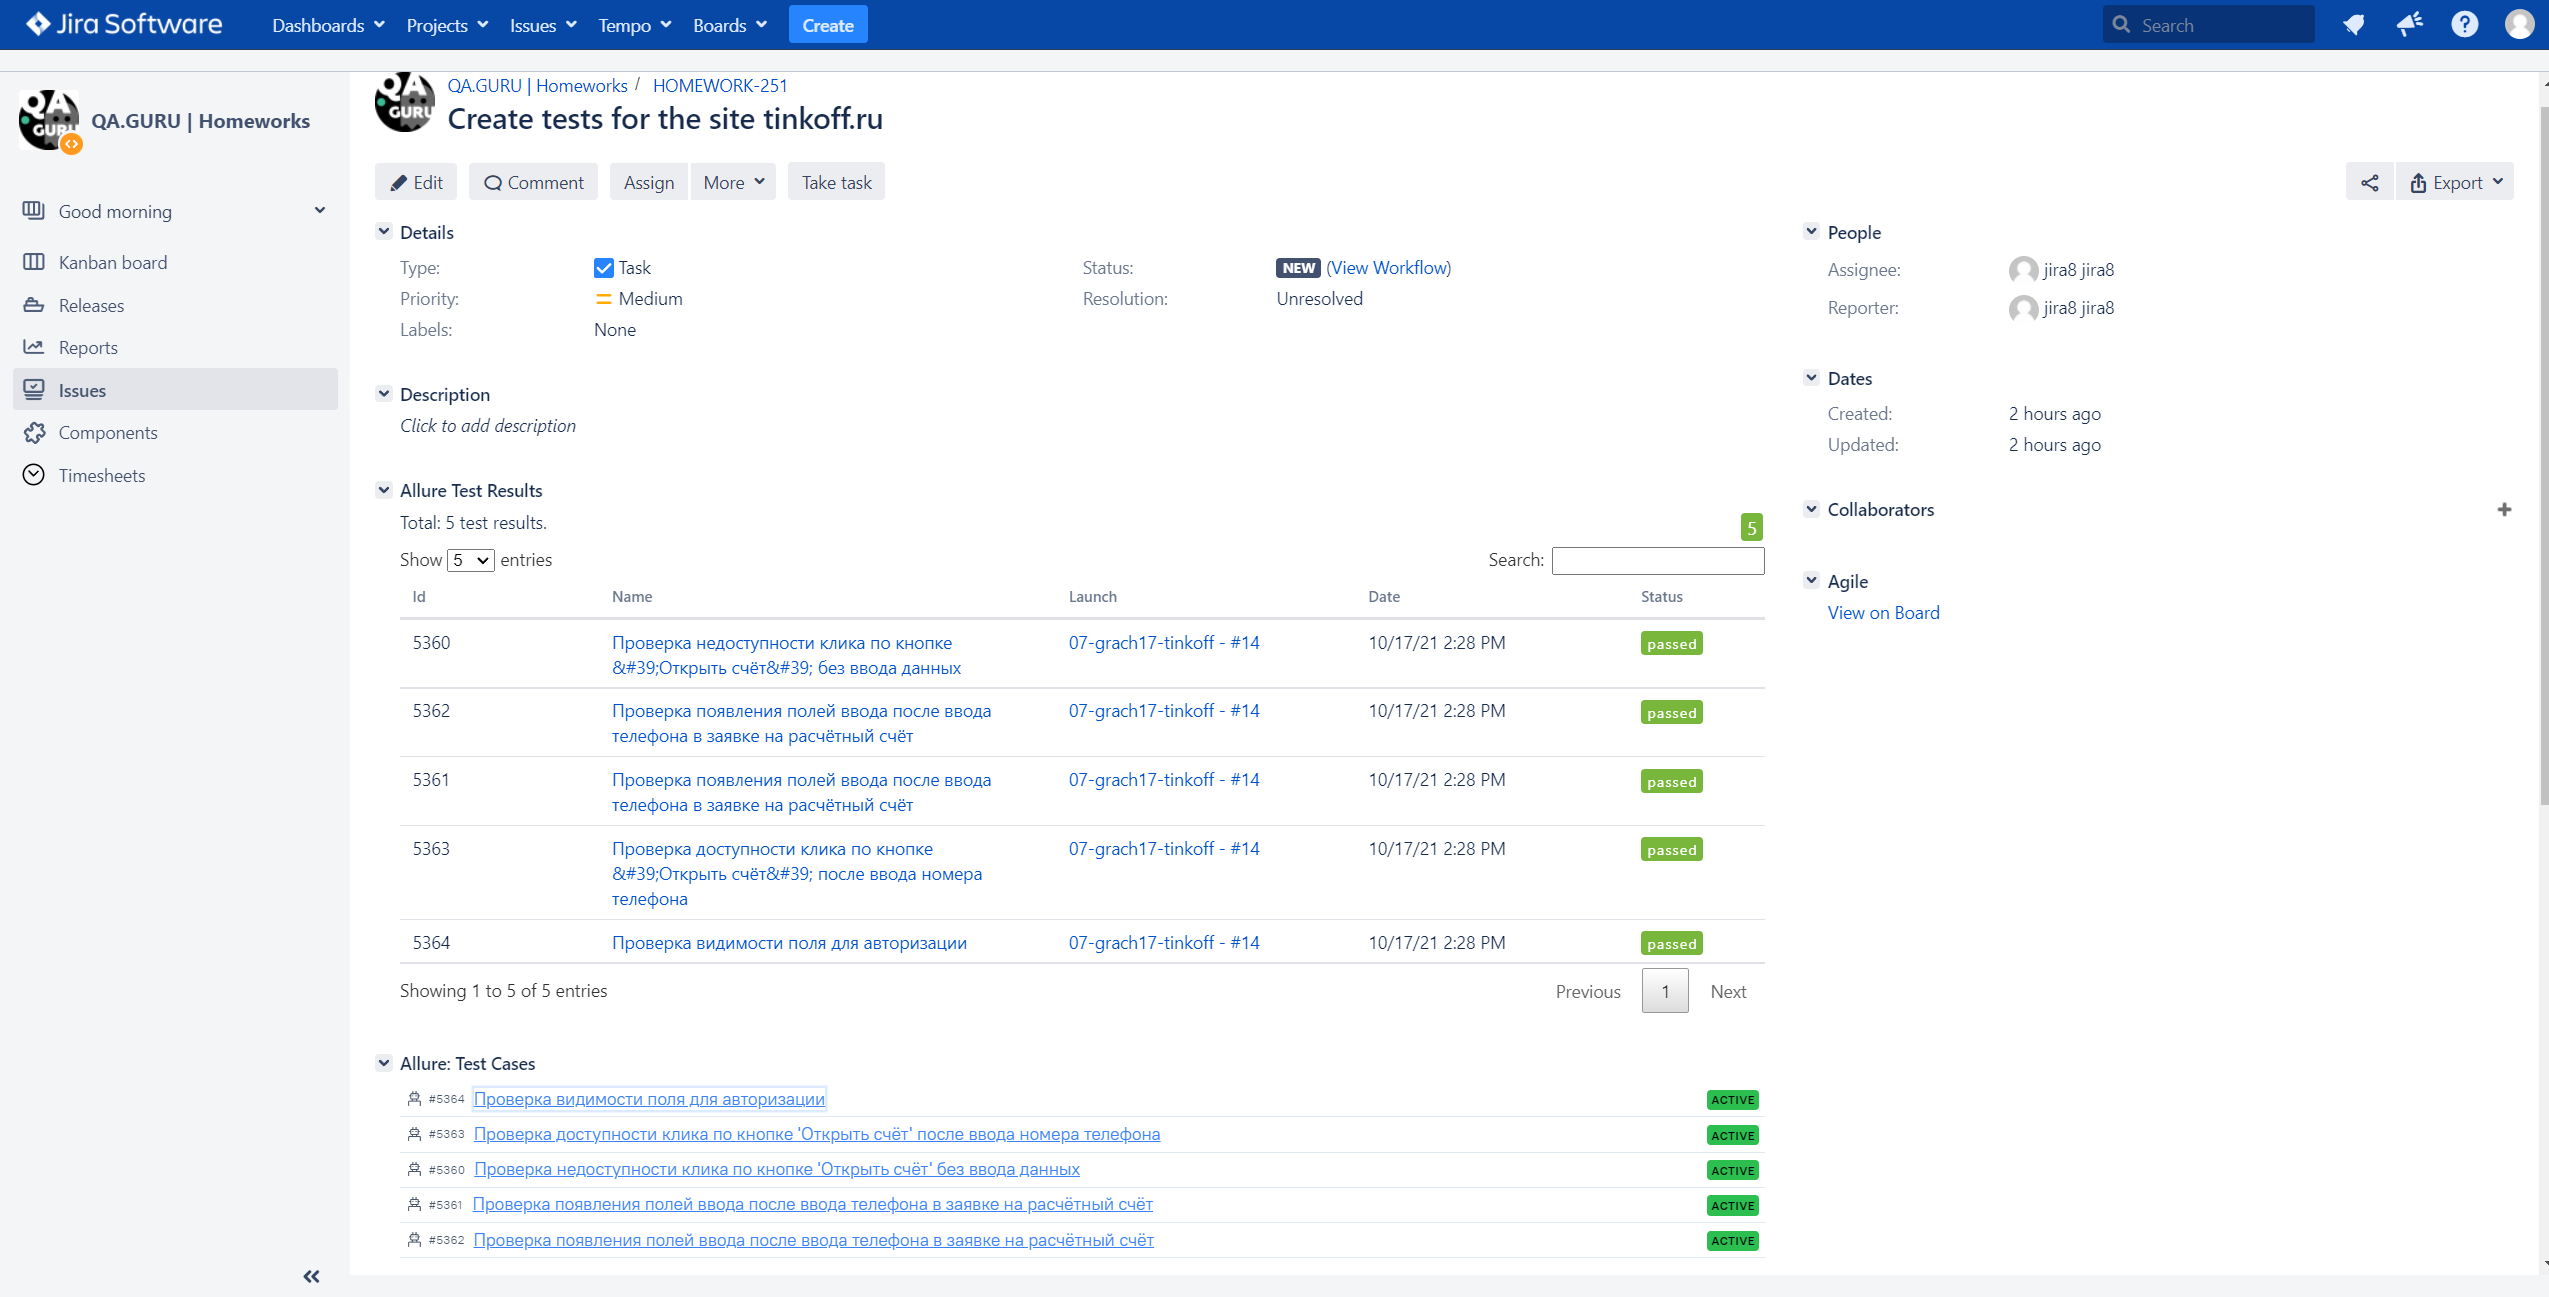 Jira Software Dashboards Projects Issues Tempo Boards Create Search
QA.GURU | Homeworks
Good morning
Kanban board
Releases
Reports
Issues
Components
Timesheets
QA.GURU | Homeworks / HOMEWORK-251
Create tests for the site tinkoff.ru
Edit Comment Assign More Take task Export
Details
Type: Task Status: NEW (View Workflow)
Priority: Medium Resolution: Unresolved
Labels: None
Description
Click to add description
Allure Test Results
Total: 5 test results.
5
Show 5 entries Search:
Id Name Launch Date Status
5360 Проверка недоступности клика по кнопке 07-grach17-tinkoff - #14 10/17/21 2:28 PM passed
&#39;Открыть счёт&#39; без ввода данных
5362 Проверка появления полей ввода после ввода 07-grach17-tinkoff - #14 10/17/21 2:28 PM passed
телефона в заявке на расчётный счёт
5361 Проверка появления полей ввода после ввода 07-grach17-tinkoff - #14 10/17/21 2:28 PM passed
телефона в заявке на расчётный счёт
5363 Проверка доступности клика по кнопке 07-grach17-tinkoff - #14 10/17/21 2:28 PM passed
&#39;Открыть счёт&#39; после ввода номера
телефона
5364 Проверка видимости поля для авторизации 07-grach17-tinkoff - #14 10/17/21 2:28 PM passed
Showing 1 to 5 of 5 entries Previous 1 Next
Allure: Test Cases
#5364 Проверка видимости поля для авторизации ACTIVE
#5363 Проверка доступности клика по кнопке 'Открыть счёт' после ввода номера телефона ACTIVE
#5360 Проверка недоступности клика по кнопке 'Открыть счёт' без ввода данных ACTIVE
#5361 Проверка появления полей ввода после ввода телефона в заявке на расчётный счёт ACTIVE
#5362 Проверка появления полей ввода после ввода телефона в заявке на расчётный счёт ACTIVE
People
Assignee: jira8 jira8
Reporter: jira8 jira8
Dates
Created: 2 hours ago
Updated: 2 hours ago
Collaborators
Agile
View on Board
QA
GURU
QA
GURU